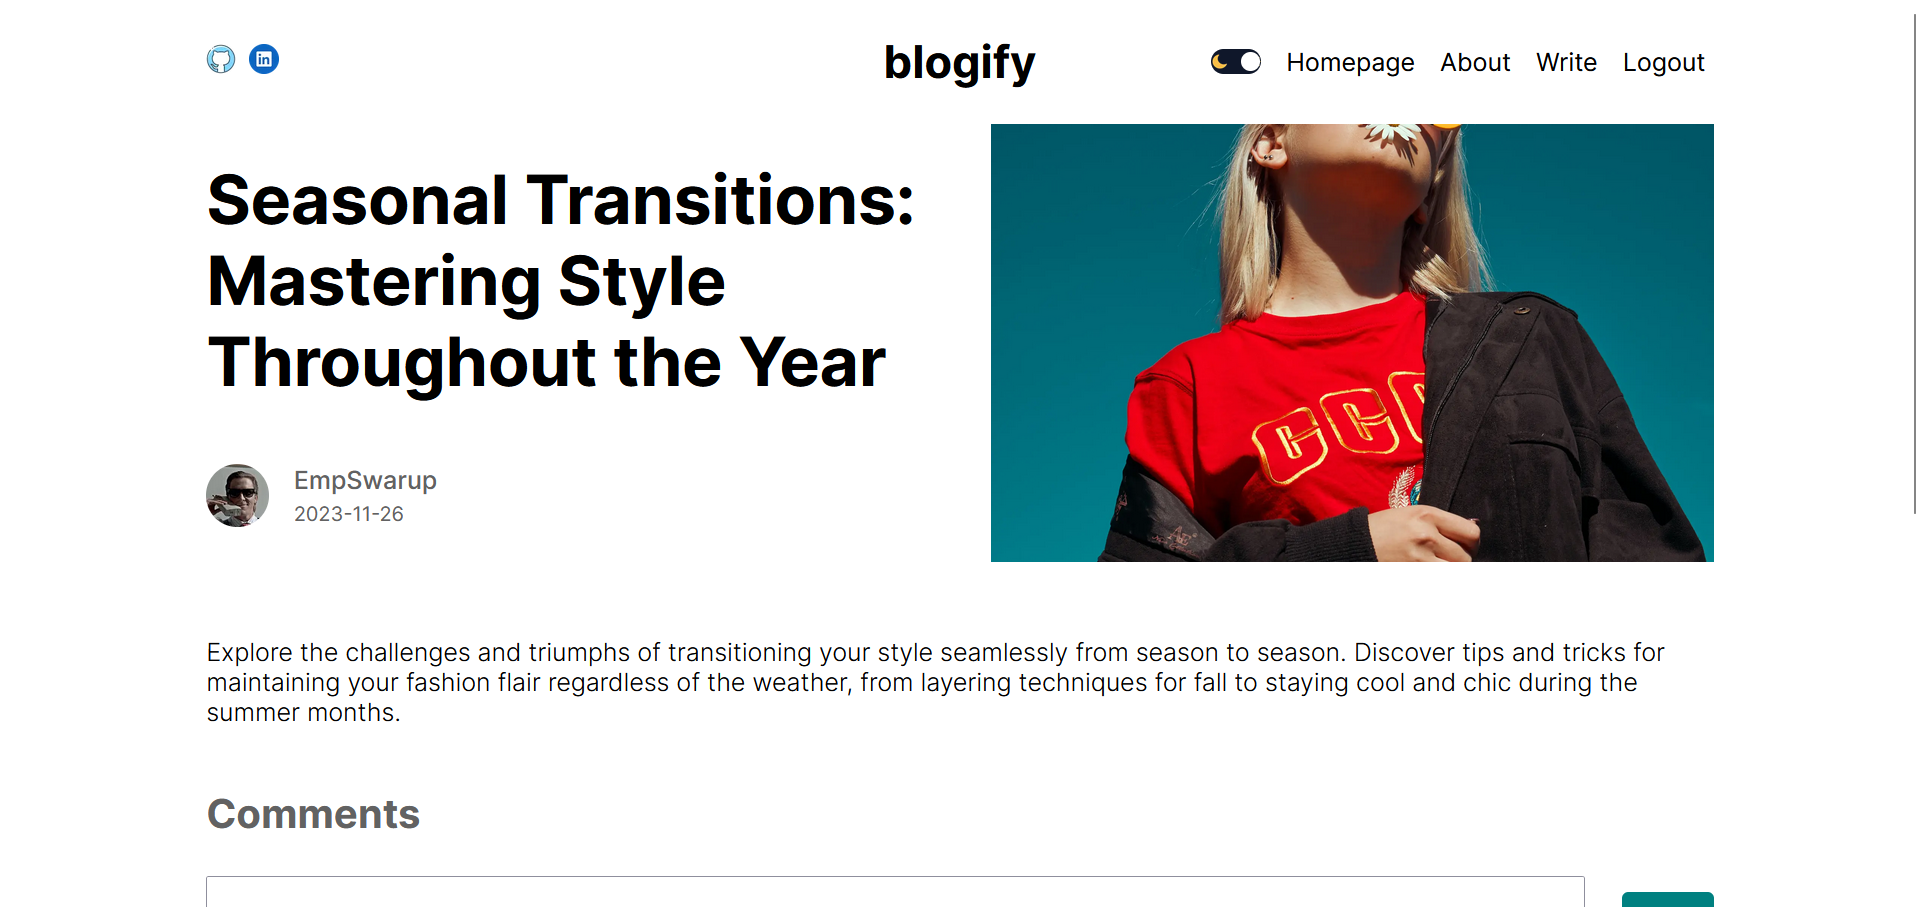 in
blogify
Homepage About Write Logout
Seasonal Transitions:
Mastering Style
Throughout the Year
EmpSwarup
2023-11-26
Explore the challenges and triumphs of transitioning your style seamlessly from season to season. Discover tips and tricks for
maintaining your fashion flair regardless of the weather, from layering techniques for fall to staying cool and chic during the
summer months.
Comments